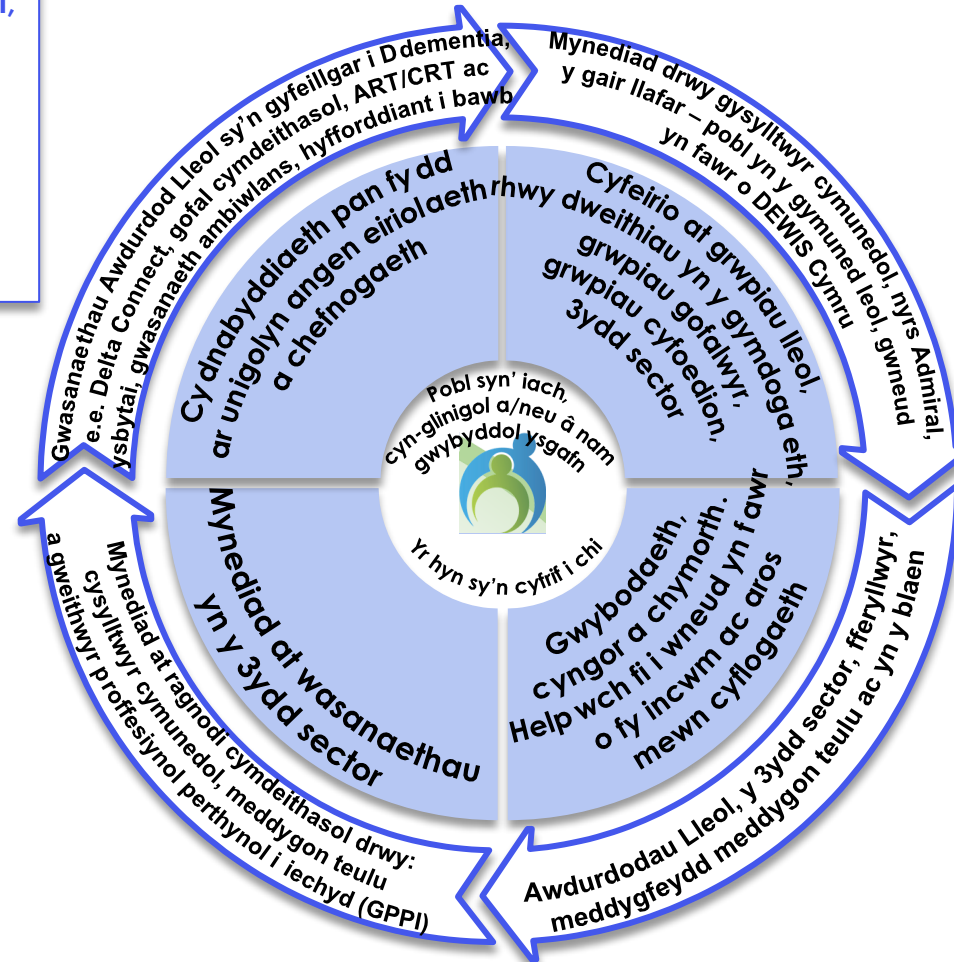 Gwasanaethau Awdurdod Lleol sy'n gyfeillgar i Ddementia,
e.e. Delta Connect, gofal cymdeithasol, ART/CRT ac
ysbytai, gwasanaeth ambiwlans, hyfforddiant i bawb
Mynediad drwy gysylltwyr cymunedol, nyrs Admiral,
y gair llafar – pobl yn y gymuned leol, gwneud
yn fawr o DEWIS Cymru
Cydnabyddiaeth pan fydd
ar unigolyn angen eiriolaeth
a chefnogaeth
Cyfeirio at grwpiau lleol,
rhwydweithiau yn y gymdogaeth,
grwpiau gofalwyr,
grwpiau cyfoedion,
3ydd sector
Pobl syn' iach,
cyn-glinigol a/neu â nam
gwybyddol ysgafn
Yr hyn sy'n cyfrif i chi
Mynediad at wasanaethau
yn y 3ydd sector
Gwybodaeth,
cyngor a chymorth.
Helpwch fi i wneud yn fawr
o fy incwm ac aros
mewn cyflogaeth
Mynediad at ragnodi cymdeithasol drwy:
cysylltwyr cymunedol, meddygon teulu
a gweithwyr proffesiynol perthynol i iechyd (GPPI)
Awdurdodau Lleol, y 3ydd sector, fferyllwyr,
meddygfeydd meddygon teulu ac yn y blaen